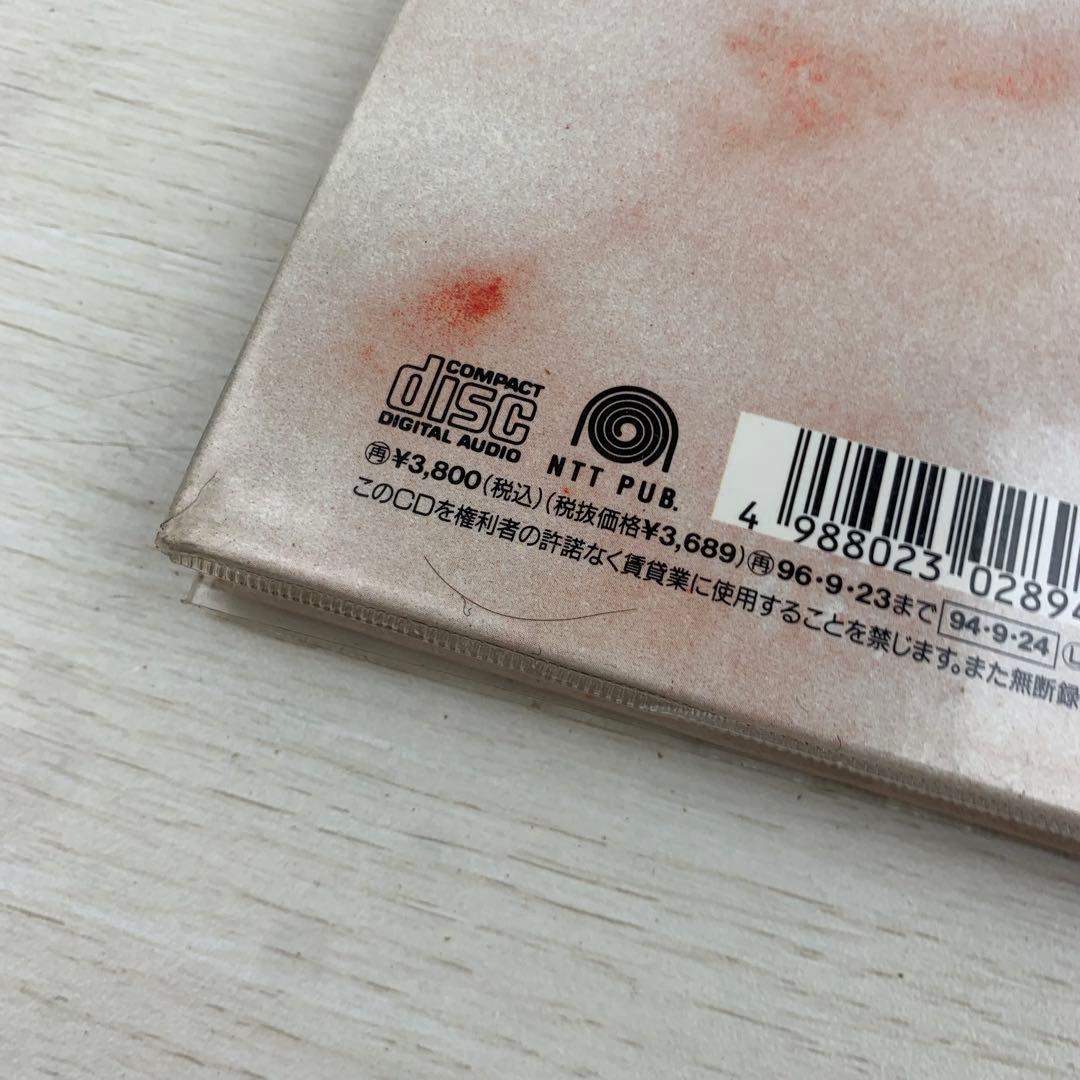 COMPACT
disc
DIGITAL AUDIO
NTT PUB.
㊐¥3,800(税込)(税抜価格¥3,689)㊐96・9・23まで 94・9・24
このCDを権利者の許諾なく賃貸業に使用することを禁じます。また無断録
4 988023 02894